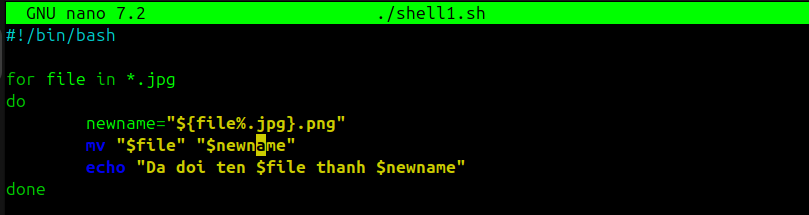 GNU nano 7.2 ./shell1.sh
#!/bin/bash
for file in *.jpg
do
newname="${file%.jpg}.png"
mv "$file" "$newname"
echo "Da doi ten $file thanh $newname"
done